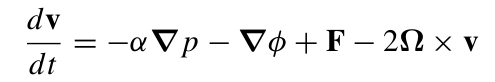 dv/dt = −α∇p − ∇ϕ + F − 2Ω × v